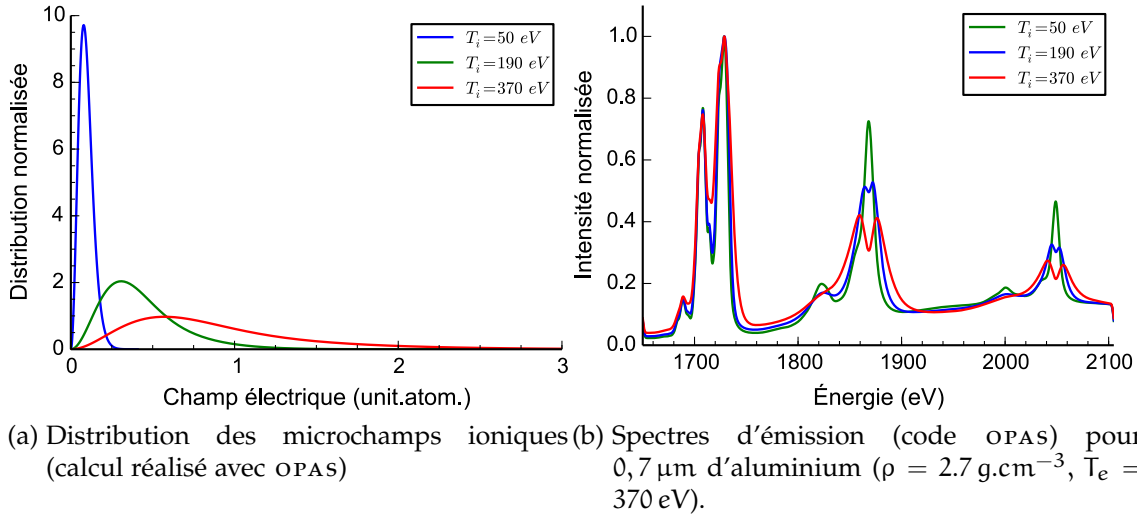 Distribution normalisée
10
8
6
4
2
0
0
1
2
3
Champ électrique (unit.atom.)
T_i=50 eV
T_i=190 eV
T_i=370 eV
Intensité normalisée
1.0
0.8
0.6
0.4
0.2
0.0
1700
1800
1900
2000
2100
Énergie (eV)
T_i=50 eV
T_i=190 eV
T_i=370 eV
(a) Distribution des microchamps ioniques
(calcul réalisé avec OPAS)
(b) Spectres d'émission (code OPAS) pour
0,7 μm d'aluminium (ρ = 2.7 g.cm⁻³, Tₑ =
370 eV).